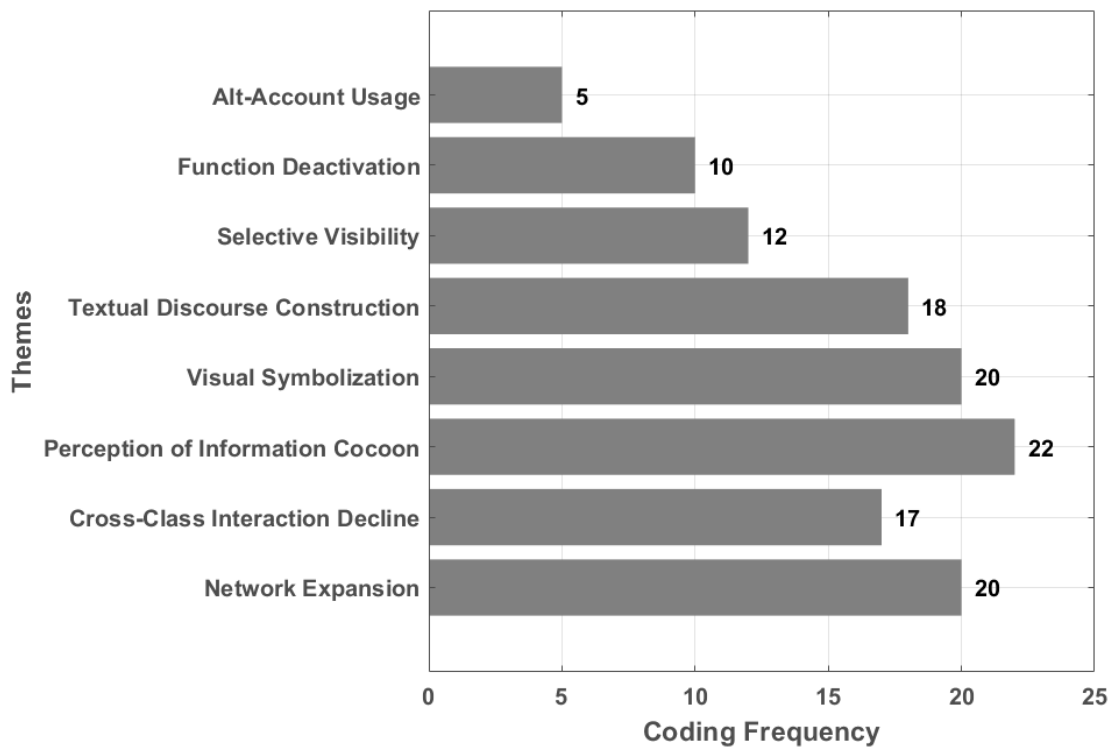 Themes
Alt-Account Usage
5
Function Deactivation
10
Selective Visibility
12
Textual Discourse Construction
18
Visual Symbolization
20
Perception of Information Cocoon
22
Cross-Class Interaction Decline
17
Network Expansion
20
0 5 10 15 20 25
Coding Frequency